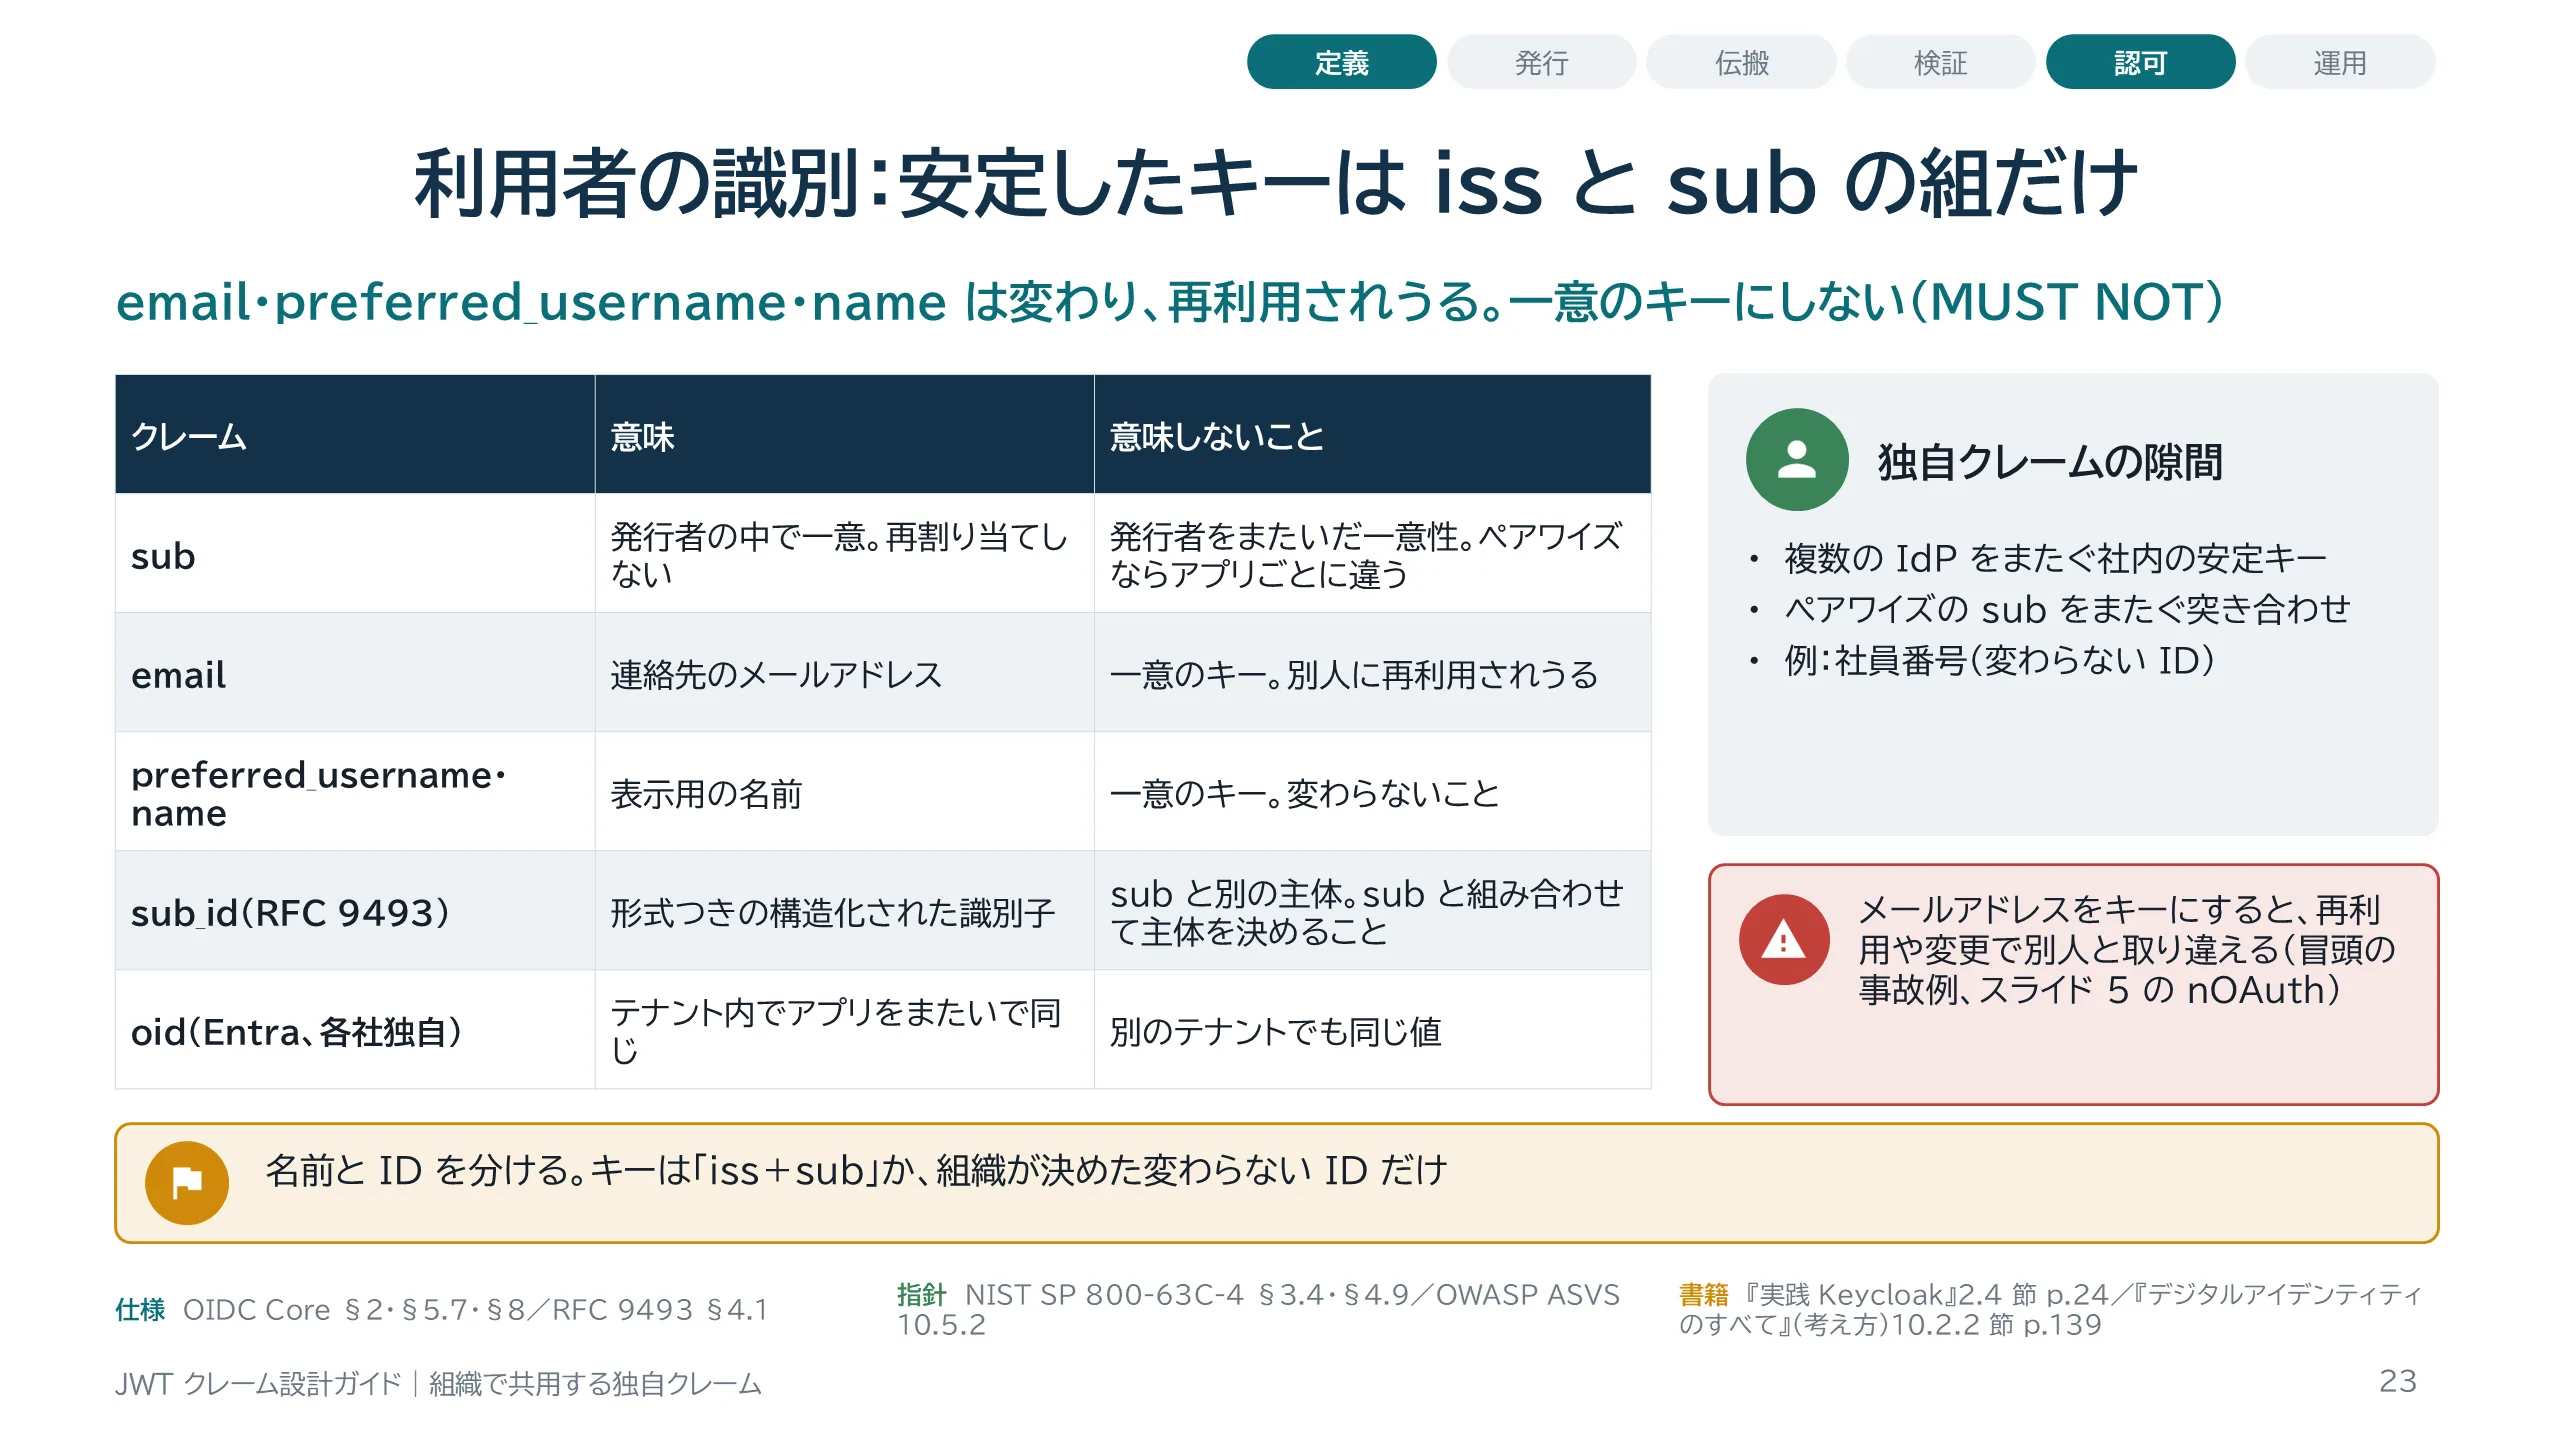 定義 発行 伝搬 検証 認可 運用
利用者の識別：安定したキーは iss と sub の組だけ
email・preferred_username・name は変わり、再利用されうる。一意のキーにしない（MUST NOT）
クレーム 意味 意味しないこと
sub
発行者の中で一意。再割り当てし
ない
発行者をまたいだ一意性。ペアワイズ
ならアプリごとに違う
email
連絡先のメールアドレス
一意のキー。別人に再利用されうる
preferred_username・
name
表示用の名前
一意のキー。変わらないこと
sub_id（RFC 9493）
形式つきの構造化された識別子
sub と別の主体。sub と組み合わせ
て主体を決めること
oid（Entra、各社独自）
テナント内でアプリをまたいで同
じ
別のテナントでも同じ値
独自クレームの隙間
• 複数の IdP をまたぐ社内の安定キー
• ペアワイズの sub をまたぐ突き合わせ
• 例：社員番号（変わらない ID）
メールアドレスをキーにすると、再利
用や変更で別人と取り違える（冒頭の
事故例、スライド 5 の nOAuth）
名前と ID を分ける。キーは「iss＋sub」か、組織が決めた変わらない ID だけ
仕様 OIDC Core §2・§5.7・§8／RFC 9493 §4.1
指針 NIST SP 800-63C-4 §3.4・§4.9／OWASP ASVS
10.5.2
書籍 『実践 Keycloak』2.4 節 p.24／『デジタルアイデンティティ
のすべて』（考え方）10.2.2 節 p.139
JWT クレーム設計ガイド｜組織で共用する独自クレーム
23